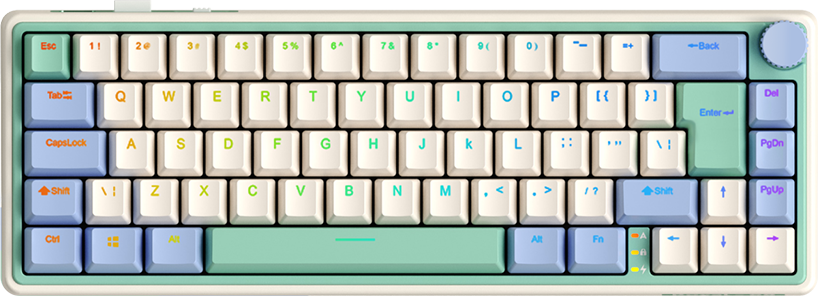 Esc 1 ! 2 @ 3 # 4 $ 5 % 6 ^ 7 & 8 * 9 ( 0 ) - _ = + ←Back
Tab Q W E R T Y U I O P [ { } ] Del
CapsLock A S D F G H J k L ; : ' " \ | Enter PgDn
Shift \ | Z X C V B N M , < . > / ? Shift ↑ PgUp
Ctrl Alt Alt Fn A ← ↓ →